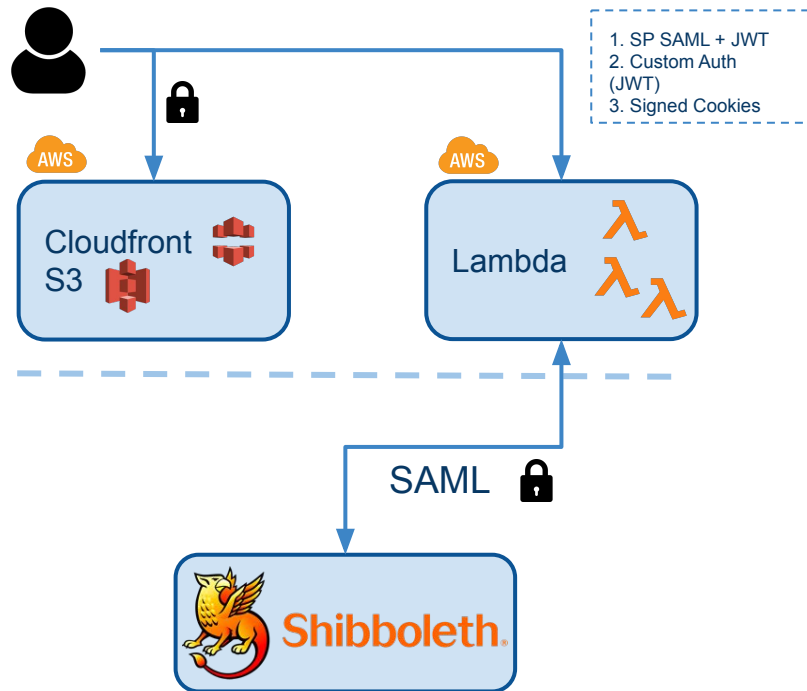 1. SP SAML + JWT
2. Custom Auth
(JWT)
3. Signed Cookies
AWS
AWS
Cloudfront
S3
Lambda
λ
λ
λ
SAML
Shibboleth®